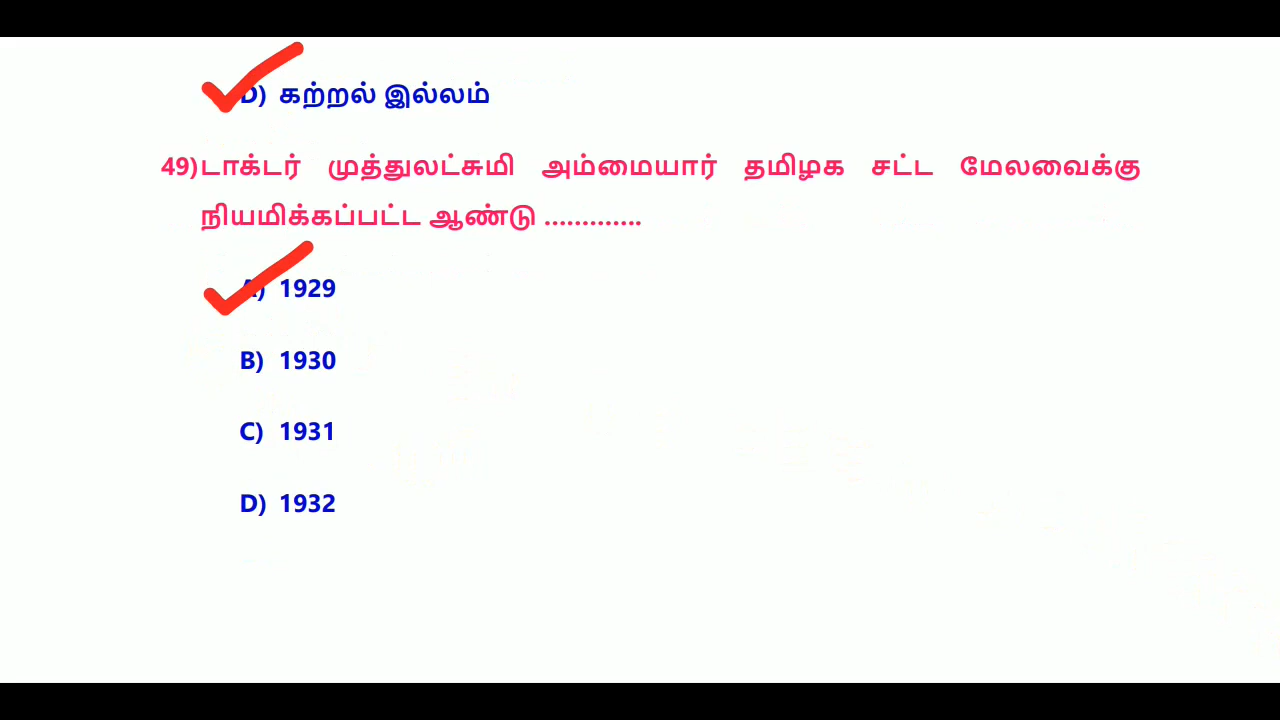 D) கற்றல் இல்லம்
49)டாக்டர் முத்துலட்சுமி அம்மையார் தமிழக சட்ட மேலவைக்கு
நியமிக்கப்பட்ட ஆண்டு .............
A) 1929
B) 1930
C) 1931
D) 1932